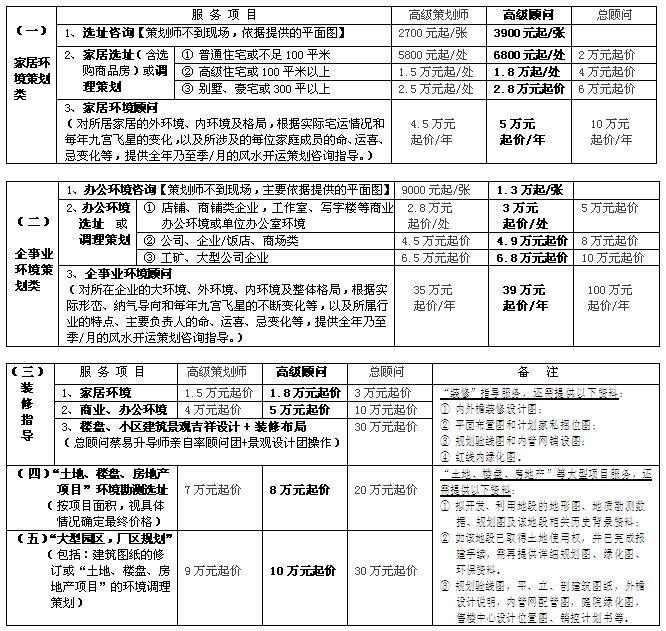 服 务 项 目 高级策划师 高级顾问 总顾问
（一）
家居环
境策划
类
1、选址咨询【策划师不到现场，依据提供的平面图】 2700 元起/张 3900 元起/张
2、家居选址（含选
购商品房）或调
理策划
① 普通住宅或不足 100 平米 5800 元起/处 6800 元起/处 2 万元起价
② 高级住宅或 100 平米以上 1.5 万元起/处 1.8 万起/处 4 万元起价
③ 别墅、豪宅或 300 平以上 2.5 万元起/处 2.8 万元起价 6 万元起价
3、家居环境顾问
（对所居家居的外环境、内环境及格局，根据实际宅运情况和
每年九宫飞星的变化，以及所涉及的每位家庭成员的命、运喜、
忌变化等，提供全年乃至季/月的风水开运策划咨询指导。）
4.5 万元
起价/年
5 万元
起价/年
10 万元
起价/年
（二）
企事业
环境策
划类
1、办公环境咨询【策划师不到现场，主要依据提供的平面图】 9000 元起/张 1.3 万起/张
2、办公环境
选址 或
调理策划
① 店铺、商铺类企业，工作室、写字楼等商业
办公环境或单位办公室环境
2.8 万元
起价/处
3 万元
起价/处
5 万元起价
② 公司、企业/饭店、商场类 4.5 万元起价 4.9 万元起价 8 万元起价
③ 工矿、大型公司企业 6.5 万元起价 6.8 万元起价 10 万元起价
3、企事业环境顾问
（对所在企业的大环境、外环境、内环境及整体格局，根据实
际形峦、纳气导向和每年九宫飞星的不断变化等，以及所属行
业的特点、主要负责人的命、运喜、忌变化等，提供全年乃至
季/月的风水开运策划咨询指导。）
35 万元
起价/年
39 万元
起价/年
100 万元
起价/年
（三）
装
修
指
导
服 务 项 目 高级策划师 高级顾问 总顾问 备 注
1、家居环境 1.5 万元起价 1.8 万元起价 3 万元起价
2、商业、办公环境 4 万元起价 5 万元起价 10 万元起价
3、楼盘、小区建筑景观吉祥设计 + 装修布局
（总顾问蔡易升导师亲自率顾问团+景观设计团操作）
30 万元起价
“装修”指导服务，还需提供以下资料：
① 内外檐装修设计图；
② 平面布置图和计划家私摆位图；
③ 规划验线图和内管网铺设图；
④ 红线内绿化图。
（四）“土地、楼盘、房地产
项目”环境勘测选址
（按项目面积，视具体
情况确定最终价格）
7 万元起价 8 万元起价 20 万元起价
（五）“大型园区，厂区规划”
（包括：建筑图纸的修
订或“土地、楼盘、房
地产项目”的环境调理
策划）
9 万元起价 10 万元起价 30 万元起价
“土地、楼盘、房地产”等大型项目服务，还
需提供以下资料：
① 拟开发、利用地段的地形图、地质勘测数
据、规划图及该地段相关历史背景资料；
② 如该地段已取得土地使用权，并已完成报
建手续，需再提供详细规划图、绿化图、
环保资料。
③ 规划验线图，平、立、剖建筑图纸，外檐
设计说明，内管网配管图，庭院绿化图，
售楼中心设计位置图、销控计划书等。